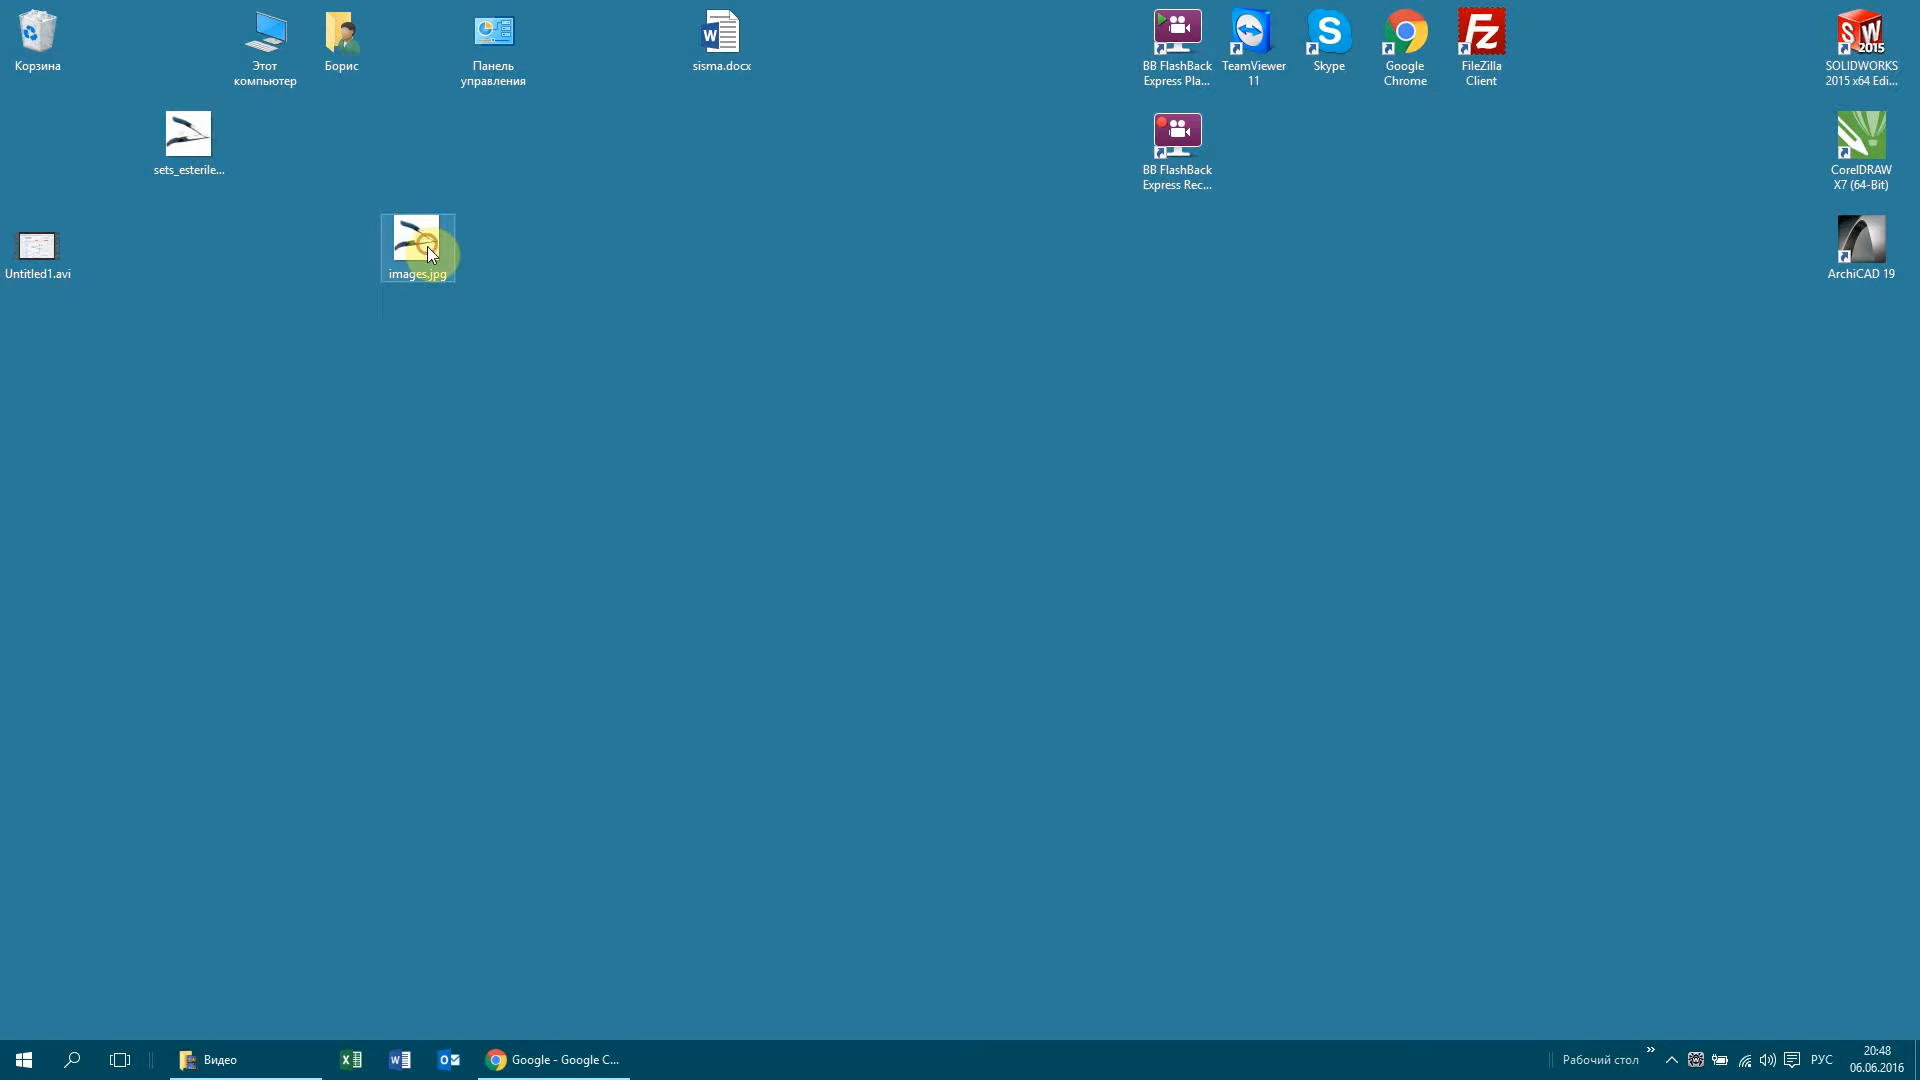 Корзина
Этот
компьютер
Борис
Панель
управления
sisma.docx
BB FlashBack
Express Pla...
TeamViewer
11
Skype
Google
Chrome
FileZilla
Client
SW
2015
SOLIDWORKS
2015 x64 Edi...
sets_esterile...
BB FlashBack
Express Rec...
CorelDRAW
X7 (64-Bit)
Untitled1.avi
images.jpg
ArchiCAD 19
Видео
Google - Google C...
Рабочий стол
РУС
20:48
06.06.2016